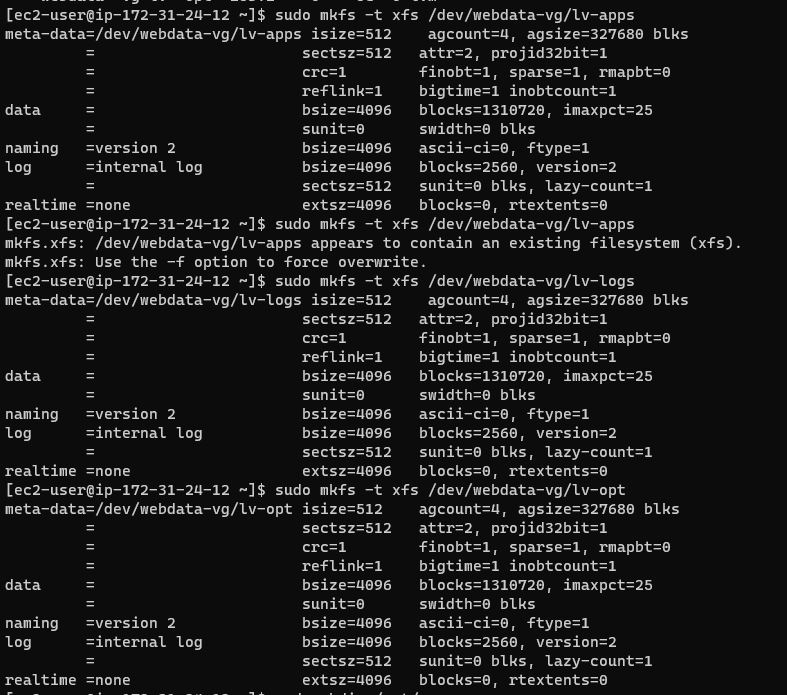 [ec2-user@ip-172-31-24-12 ~]$ sudo mkfs -t xfs /dev/webdata-vg/lv-apps
meta-data=/dev/webdata-vg/lv-apps isize=512    agcount=4, agsize=327680 blks
         =                       sectsz=512   attr=2, projid32bit=1
         =                       crc=1        finobt=1, sparse=1, rmapbt=0
         =                       reflink=1    bigtime=1 inobtcount=1
data     =                       bsize=4096   blocks=1310720, imaxpct=25
         =                       sunit=0      swidth=0 blks
naming   =version 2              bsize=4096   ascii-ci=0, ftype=1
log      =internal log           bsize=4096   blocks=2560, version=2
         =                       sectsz=512   sunit=0 blks, lazy-count=1
realtime =none                   extsz=4096   blocks=0, rtextents=0
[ec2-user@ip-172-31-24-12 ~]$ sudo mkfs -t xfs /dev/webdata-vg/lv-apps
mkfs.xfs: /dev/webdata-vg/lv-apps appears to contain an existing filesystem (xfs).
mkfs.xfs: Use the -f option to force overwrite.
[ec2-user@ip-172-31-24-12 ~]$ sudo mkfs -t xfs /dev/webdata-vg/lv-logs
meta-data=/dev/webdata-vg/lv-logs isize=512    agcount=4, agsize=327680 blks
         =                       sectsz=512   attr=2, projid32bit=1
         =                       crc=1        finobt=1, sparse=1, rmapbt=0
         =                       reflink=1    bigtime=1 inobtcount=1
data     =                       bsize=4096   blocks=1310720, imaxpct=25
         =                       sunit=0      swidth=0 blks
naming   =version 2              bsize=4096   ascii-ci=0, ftype=1
log      =internal log           bsize=4096   blocks=2560, version=2
         =                       sectsz=512   sunit=0 blks, lazy-count=1
realtime =none                   extsz=4096   blocks=0, rtextents=0
[ec2-user@ip-172-31-24-12 ~]$ sudo mkfs -t xfs /dev/webdata-vg/lv-opt
meta-data=/dev/webdata-vg/lv-opt isize=512    agcount=4, agsize=327680 blks
         =                       sectsz=512   attr=2, projid32bit=1
         =                       crc=1        finobt=1, sparse=1, rmapbt=0
         =                       reflink=1    bigtime=1 inobtcount=1
data     =                       bsize=4096   blocks=1310720, imaxpct=25
         =                       sunit=0      swidth=0 blks
naming   =version 2              bsize=4096   ascii-ci=0, ftype=1
log      =internal log           bsize=4096   blocks=2560, version=2
         =                       sectsz=512   sunit=0 blks, lazy-count=1
realtime =none                   extsz=4096   blocks=0, rtextents=0